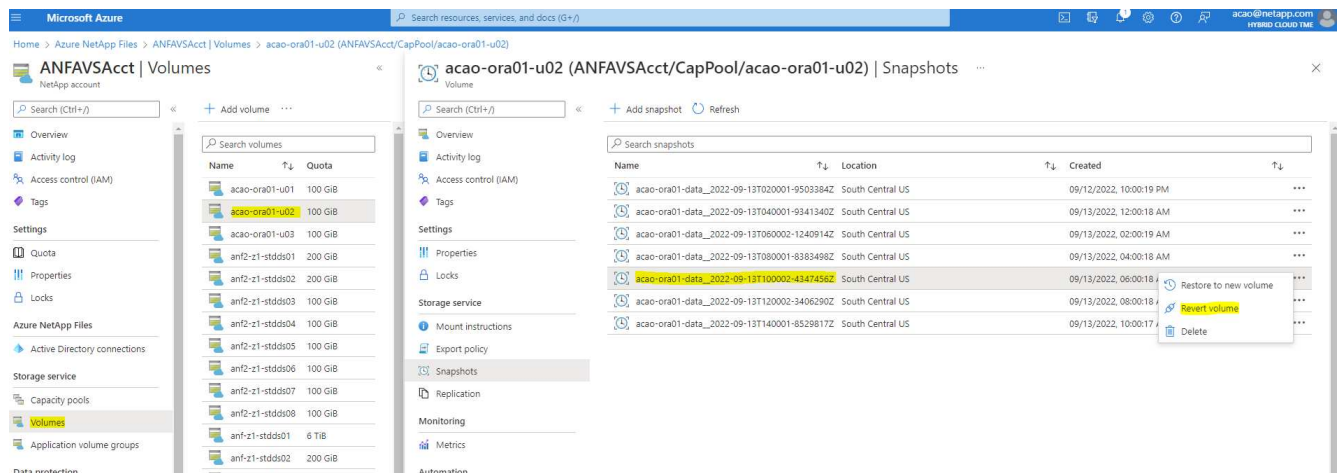 Microsoft Azure
Search resources, services, and docs (G+/)
1
acao@netapp.com
HYBRID CLOUD TME
Home > Azure NetApp Files > ANFAVSAcct | Volumes > acao-ora01-u02 (ANFAVSAcct/CapPool/acao-ora01-u02)
ANFAVSAcct | Volumes
NetApp account
Search (Ctrl+/)
Overview
Activity log
Access control (IAM)
Tags
Settings
Quota
Properties
Locks
Azure NetApp Files
Active Directory connections
Storage service
Capacity pools
Volumes
Application volume groups
Data protection
+ Add volume ...
Search volumes
Name Quota
acao-ora01-u01 100 GiB
acao-ora01-u02 100 GiB
acao-ora01-u03 100 GiB
anf2-z1-stdds01 200 GiB
anf2-z1-stdds02 200 GiB
anf2-z1-stdds03 100 GiB
anf2-z1-stdds04 100 GiB
anf2-z1-stdds05 100 GiB
anf2-z1-stdds06 100 GiB
anf2-z1-stdds07 100 GiB
anf2-z1-stdds08 100 GiB
anf-z1-stdds01 6 TiB
anf-z1-stdds02 200 GiB
acao-ora01-u02 (ANFAVSAcct/CapPool/acao-ora01-u02) | Snapshots ...
Volume
Search (Ctrl+/)
Overview
Activity log
Access control (IAM)
Tags
Settings
Properties
Locks
Storage service
Mount instructions
Export policy
Snapshots
Replication
Monitoring
Metrics
Automation
+ Add snapshot Refresh
Search snapshots
Name Location Created
acao-ora01-data__2022-09-13T020001-9503384Z South Central US 09/12/2022, 10:00:19 PM ...
acao-ora01-data__2022-09-13T040001-9341340Z South Central US 09/13/2022, 12:00:18 AM ...
acao-ora01-data__2022-09-13T060002-1240914Z South Central US 09/13/2022, 02:00:19 AM ...
acao-ora01-data__2022-09-13T080001-8383498Z South Central US 09/13/2022, 04:00:18 AM ...
acao-ora01-data__2022-09-13T100002-4347456Z South Central US 09/13/2022, 06:00:18 ...
acao-ora01-data__2022-09-13T120002-3406290Z South Central US 09/13/2022, 08:00:18 ...
acao-ora01-data__2022-09-13T140001-8529817Z South Central US 09/13/2022, 10:00:17 ...
Restore to new volume
Revert volume
Delete